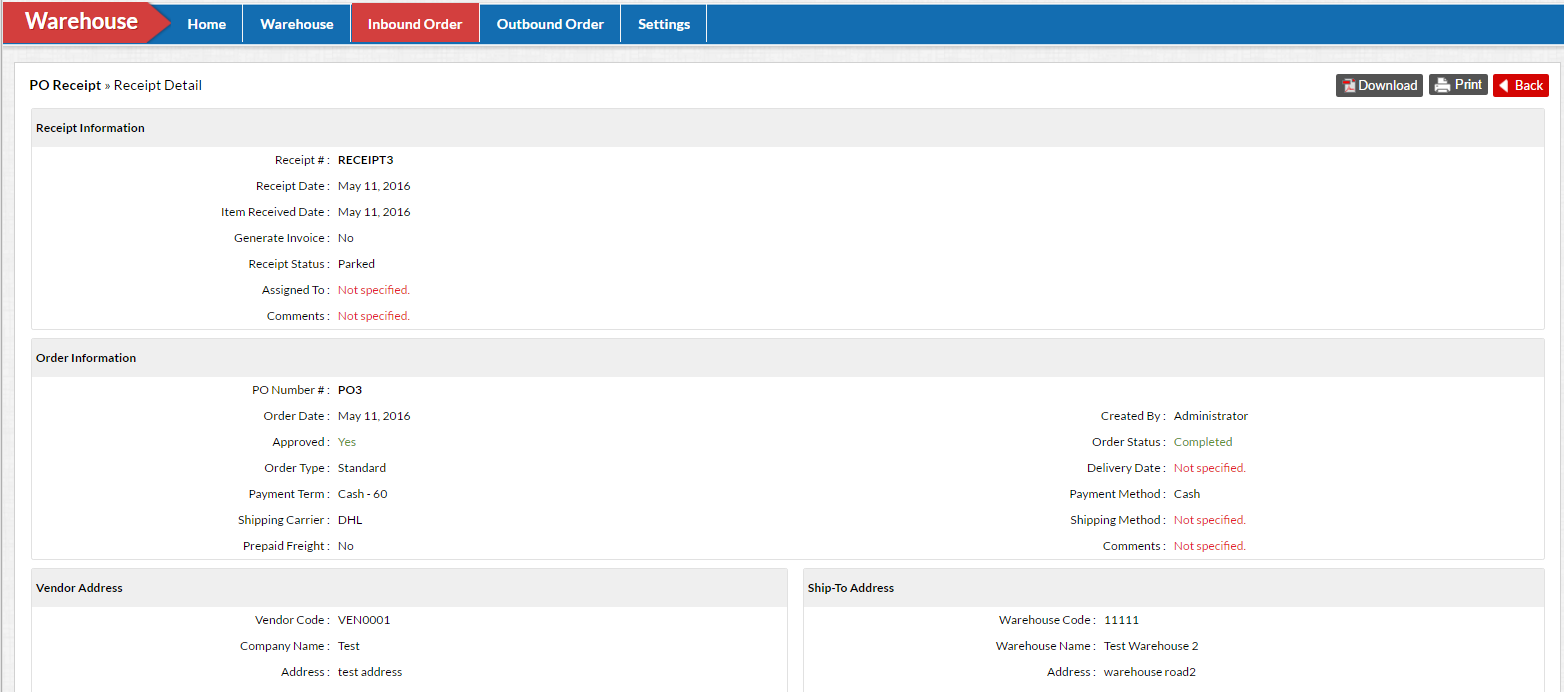 Warehouse Home Warehouse Inbound Order Outbound Order Settings
PO Receipt » Receipt Detail Download Print Back
Receipt Information
Receipt # : RECEIPT3
Receipt Date : May 11, 2016
Item Received Date : May 11, 2016
Generate Invoice : No
Receipt Status : Parked
Assigned To : Not specified.
Comments : Not specified.
Order Information
PO Number # : PO3
Order Date : May 11, 2016 Created By : Administrator
Approved : Yes Order Status : Completed
Order Type : Standard Delivery Date : Not specified.
Payment Term : Cash - 60 Payment Method : Cash
Shipping Carrier : DHL Shipping Method : Not specified.
Prepaid Freight : No Comments : Not specified.
Vendor Address Ship-To Address
Vendor Code : VEN0001 Warehouse Code : 11111
Company Name : Test Warehouse Name : Test Warehouse 2
Address : test address Address : warehouse road2